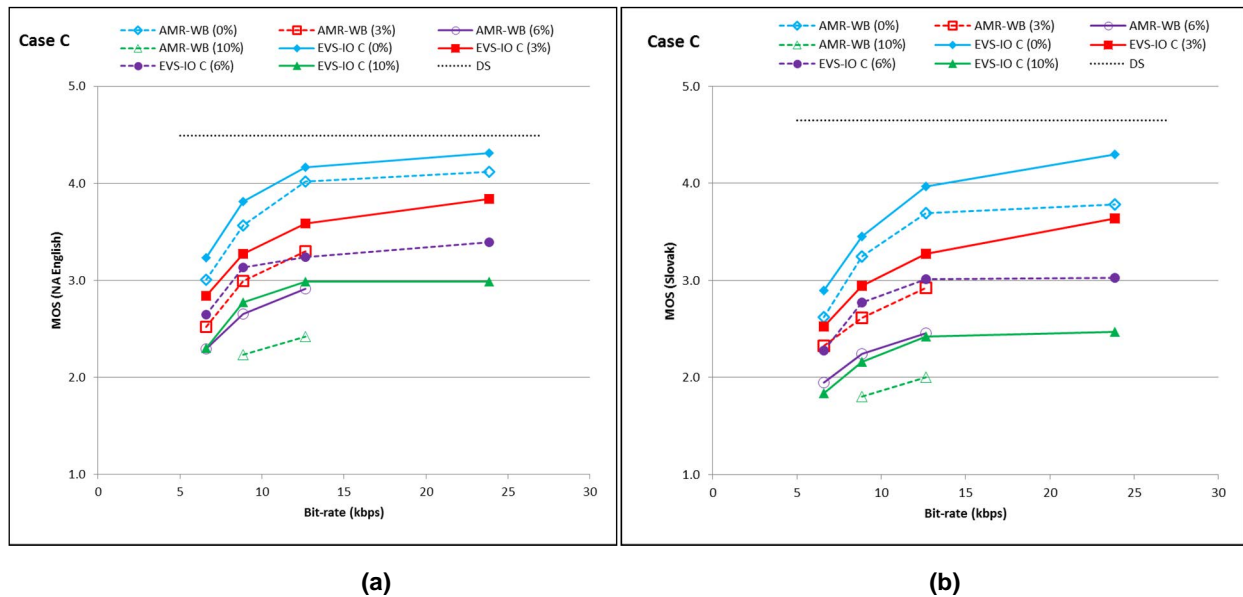 Case C
AMR-WB (0%) AMR-WB (3%) AMR-WB (6%)
AMR-WB (10%) EVS-IO C (0%) EVS-IO C (3%)
EVS-IO C (6%) EVS-IO C (10%) DS
5.0
4.0
3.0
2.0
1.0
MOS (NA English)
0 5 10 15 20 25 30
Bit-rate (kbps)
(a)
Case C
AMR-WB (0%) AMR-WB (3%) AMR-WB (6%)
AMR-WB (10%) EVS-IO C (0%) EVS-IO C (3%)
EVS-IO C (6%) EVS-IO C (10%) DS
5.0
4.0
3.0
2.0
1.0
MOS (Slovak)
0 5 10 15 20 25 30
Bit-rate (kbps)
(b)